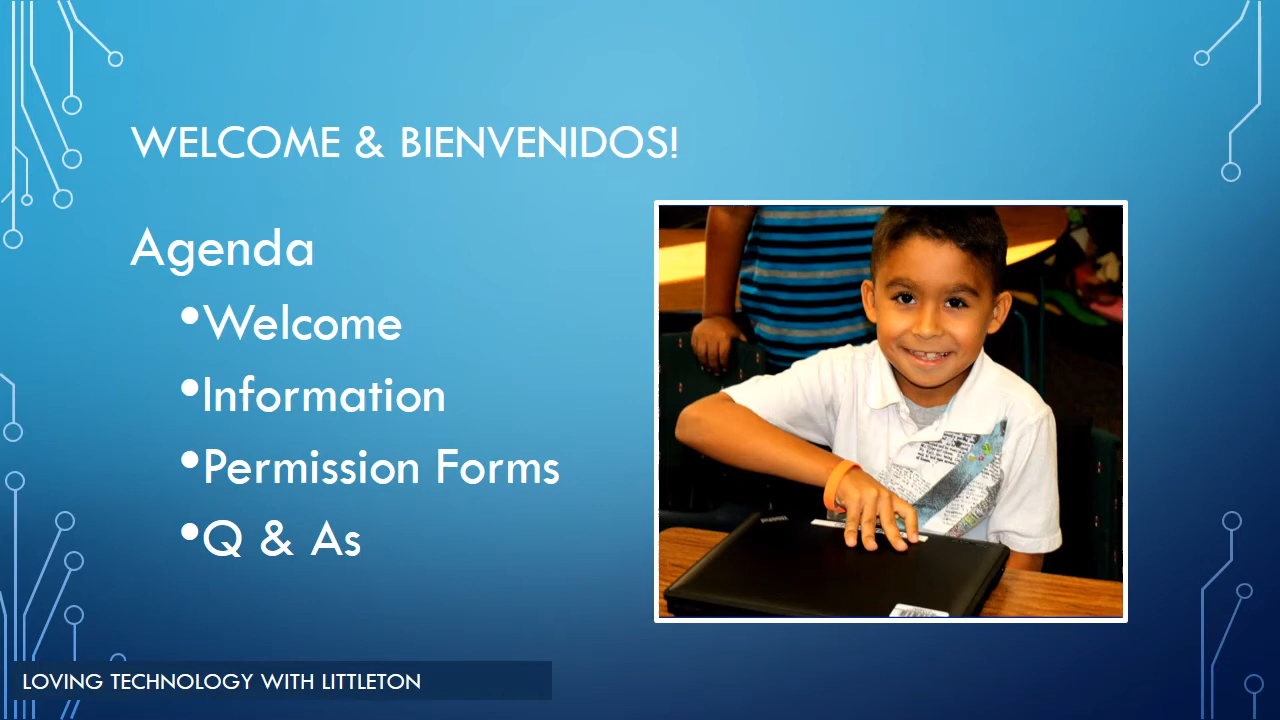 WELCOME & BIENVENIDOS!
Agenda
•Welcome
•Information
•Permission Forms
•Q & As
LOVING TECHNOLOGY WITH LITTLETON